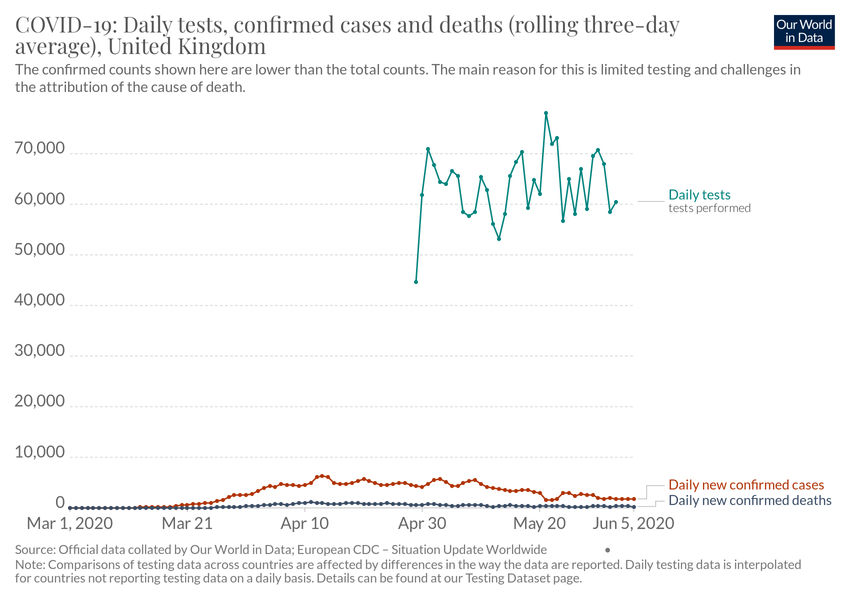 COVID-19: Daily tests, confirmed cases and deaths (rolling three-day
average), United Kingdom
Our World
in Data
The confirmed counts shown here are lower than the total counts. The main reason for this is limited testing and challenges in
the attribution of the cause of death.
70,000
60,000
50,000
40,000
30,000
20,000
10,000
0
Daily tests
tests performed
Daily new confirmed cases
Daily new confirmed deaths
Mar 1, 2020 Mar 21 Apr 10 Apr 30 May 20 Jun 5, 2020
Source: Official data collated by Our World in Data; European CDC – Situation Update Worldwide •
Note: Comparisons of testing data across countries are affected by differences in the way the data are reported. Daily testing data is interpolated
for countries not reporting testing data on a daily basis. Details can be found at our Testing Dataset page.